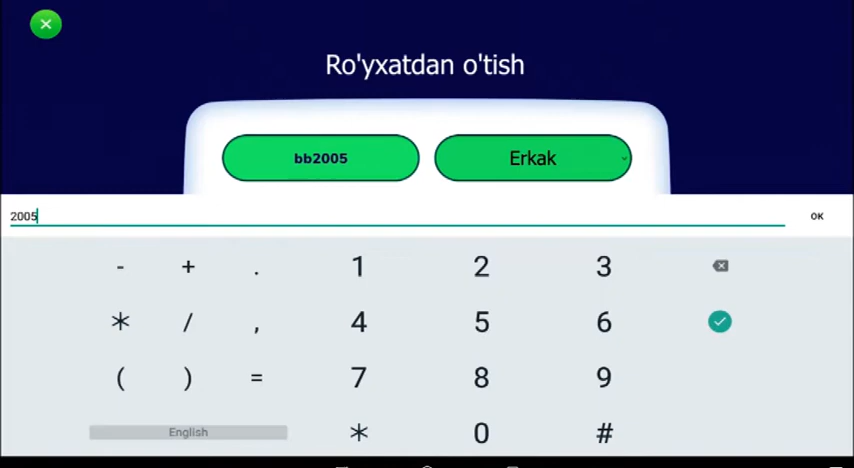 Ro'yxatdan o'tish
bb2005 Erkak
2005 OK
- + . 1 2 3
* / , 4 5 6
( ) = 7 8 9
English * 0 #